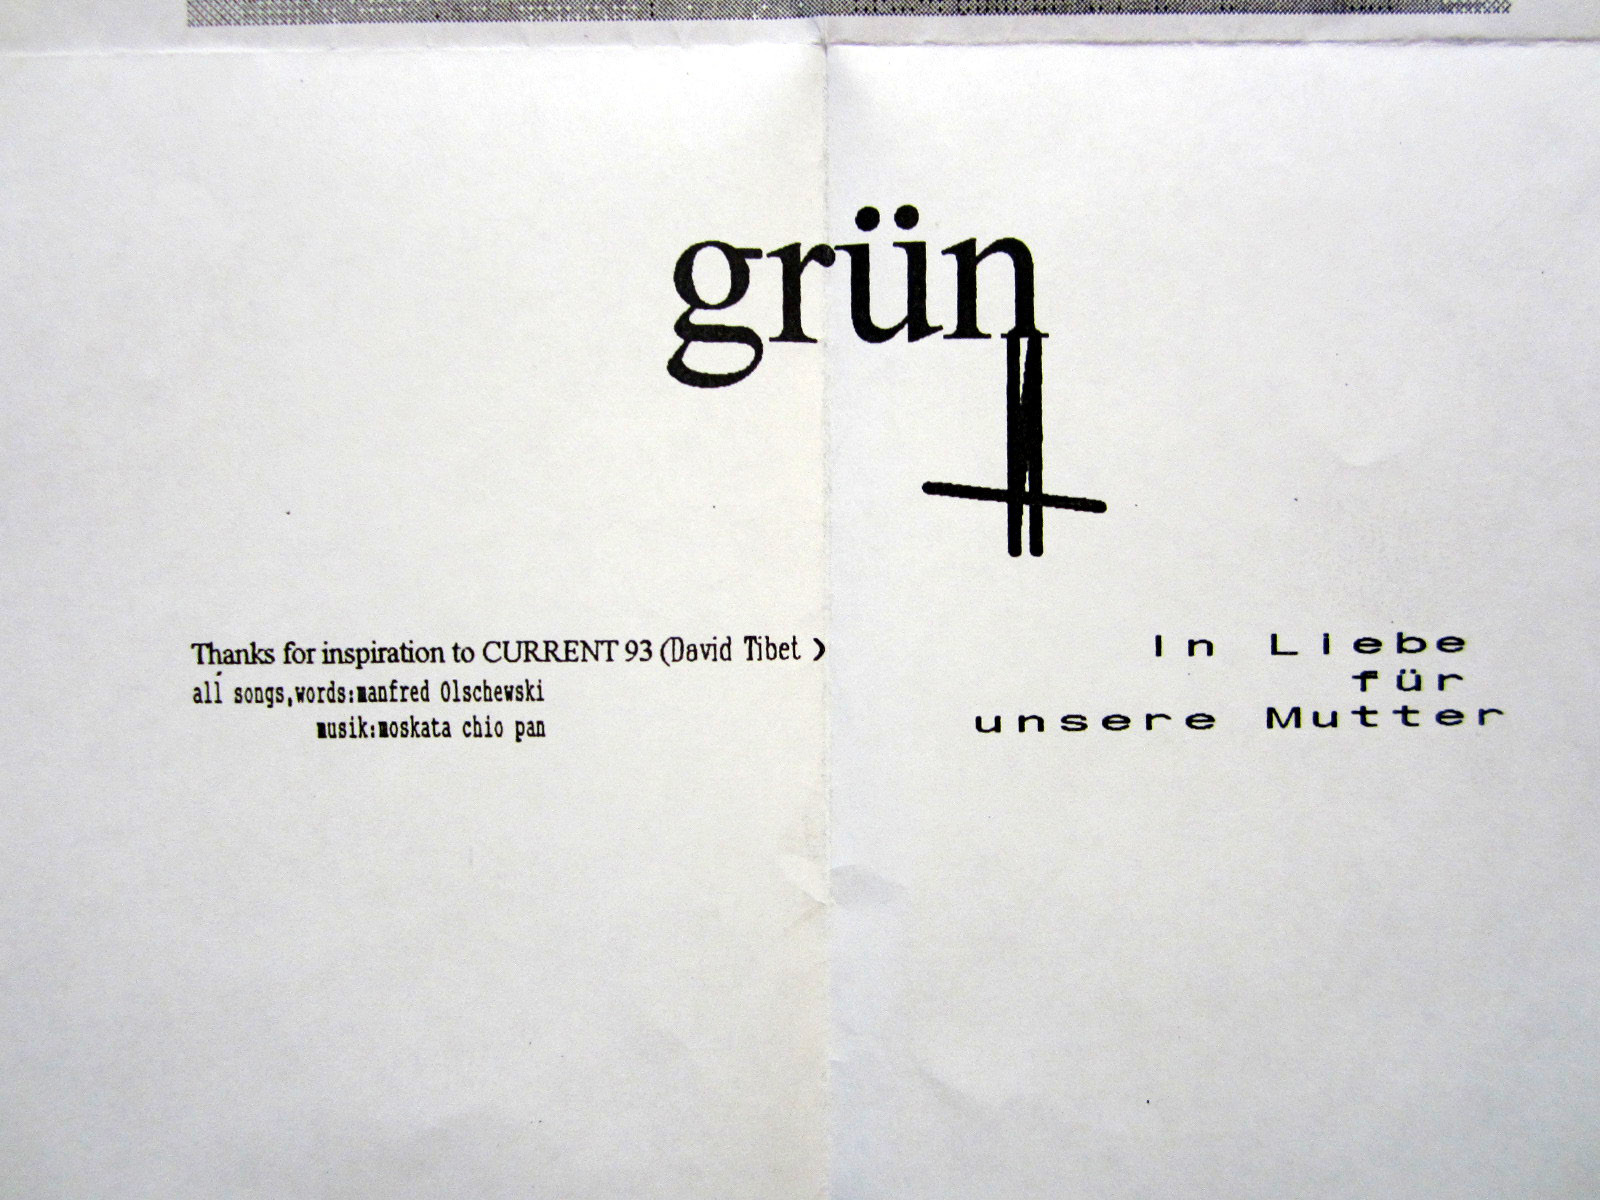 grün
Thanks for inspiration to CURRENT 93 (David Tibet )
all songs,words:manfred Olschewski
musik:moskata chio pan
In Liebe
für
unsere Mutter